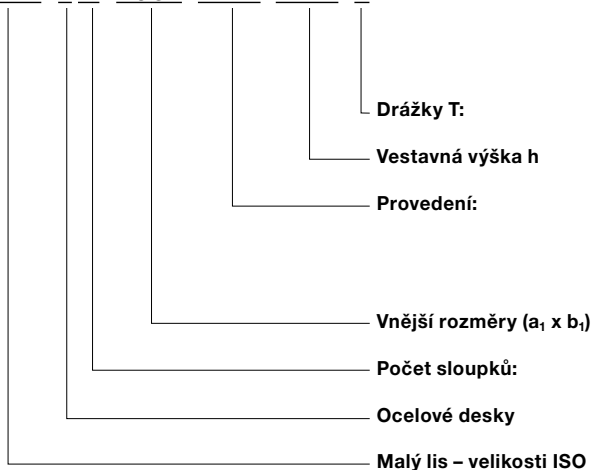 Drážky T:
Vestavná výška h
Provedení:
Vnější rozměry (a₁ x b₁)
Počet sloupků:
Ocelové desky
Malý lis – velikosti ISO